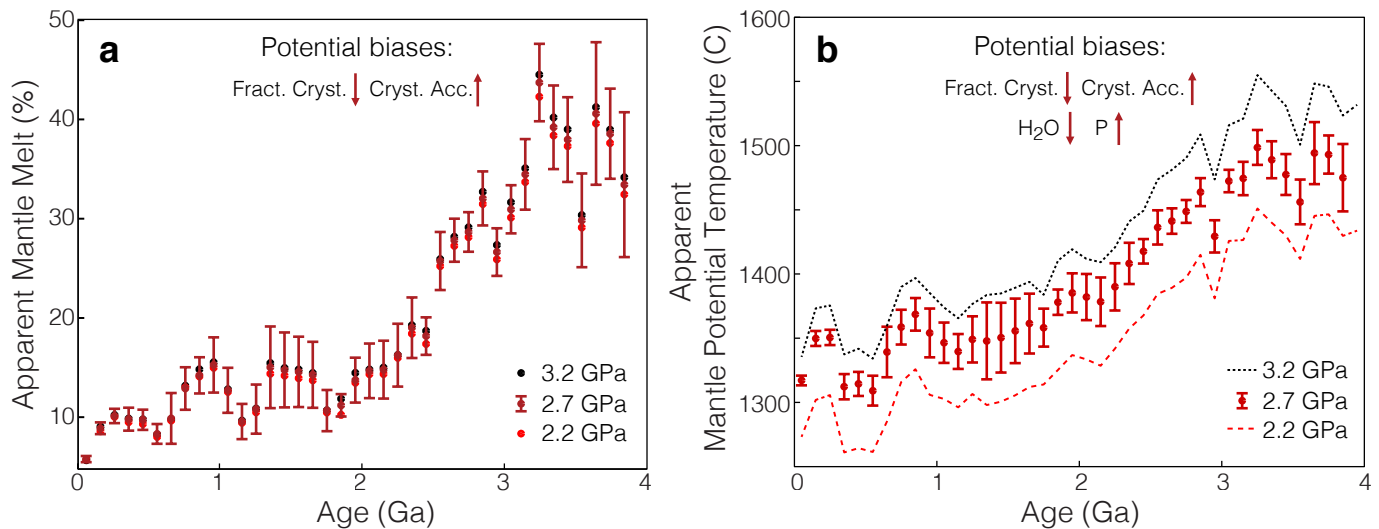 a
Potential biases:
Fract. Cryst. Cryst. Acc.
Apparent Mantle Melt (%)
50
40
30
20
10
3.2 GPa
2.7 GPa
2.2 GPa
0 1 2 3 4
Age (Ga)
b
Potential biases:
Fract. Cryst. Cryst. Acc.
H₂O P
Apparent
Mantle Potential Temperature (C)
1600
1500
1400
1300
3.2 GPa
2.7 GPa
2.2 GPa
0 1 2 3 4
Age (Ga)